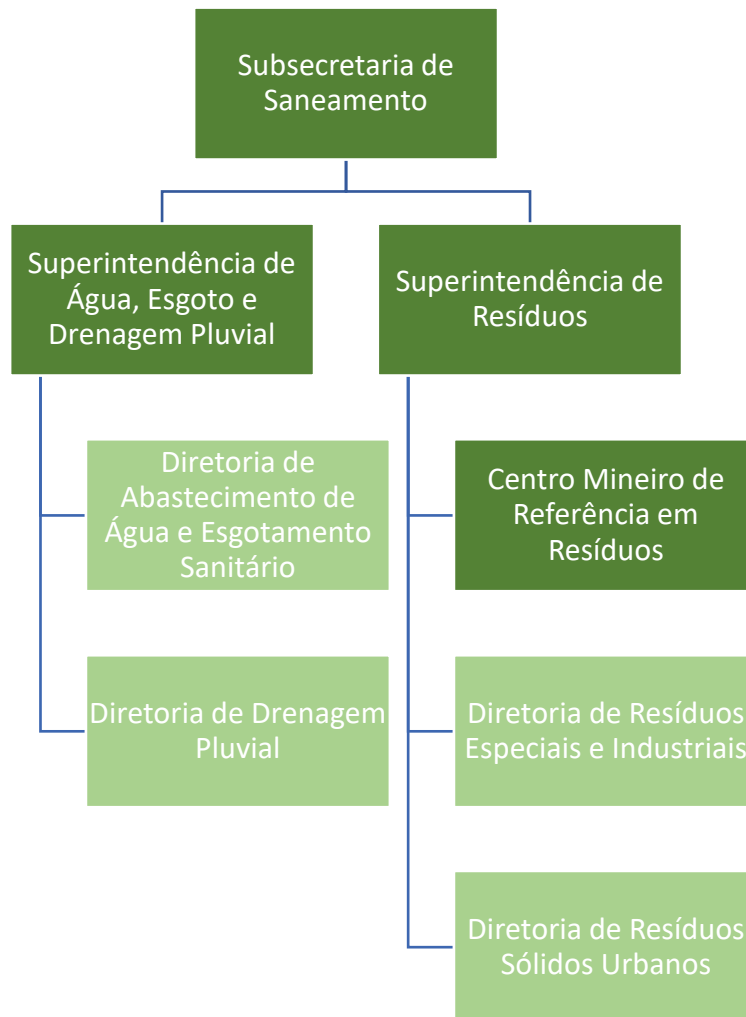 Subsecretaria de
Saneamento
Superintendência de
Água, Esgoto e
Drenagem Pluvial
Superintendência de
Resíduos
Diretoria de
Abastecimento de
Água e Esgotamento
Sanitário
Centro Mineiro de
Referência em
Resíduos
Diretoria de Drenagem
Pluvial
Diretoria de Resíduos
Especiais e Industriais
Diretoria de Resíduos
Sólidos Urbanos